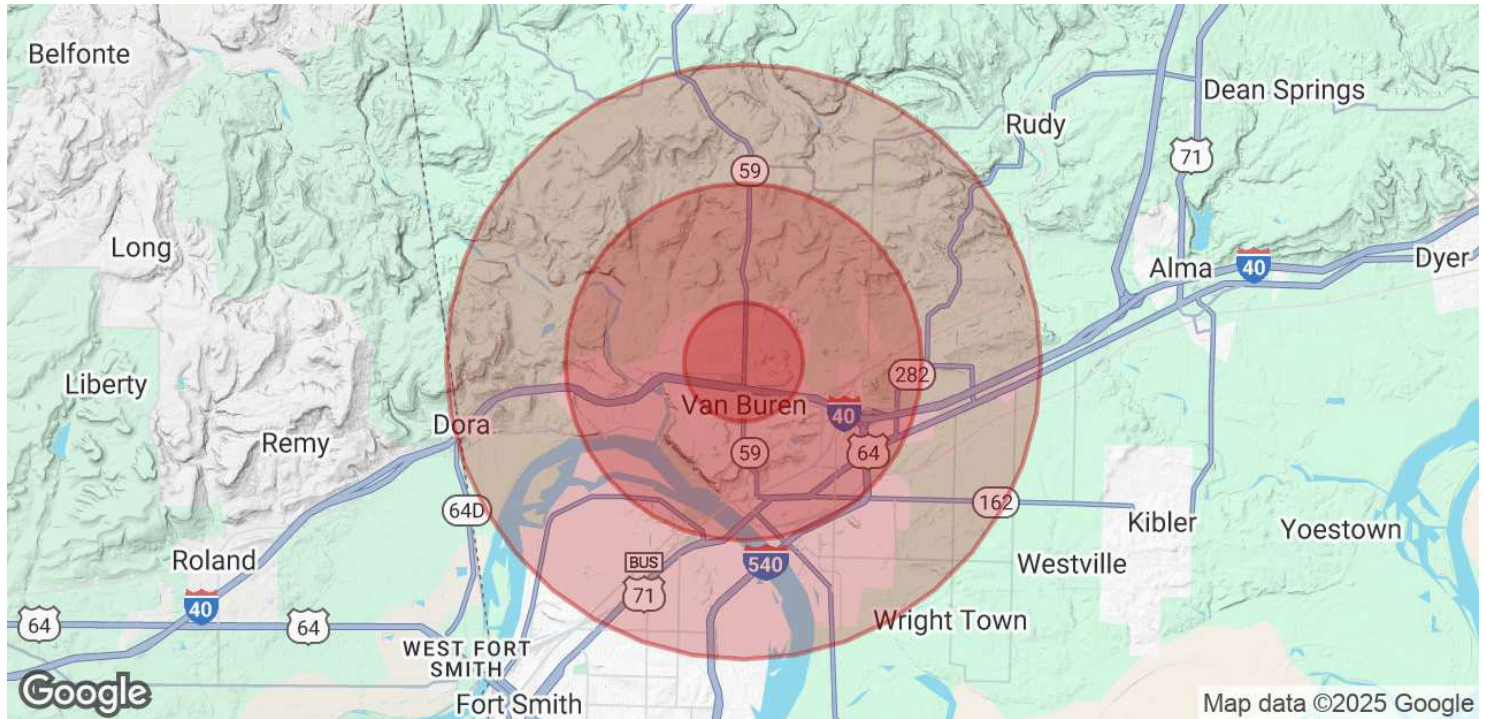 Belfonte
Dean Springs
Rudy
71
59
Long
Alma
40
Dyer
Liberty
282
Van Buren
40
Dora
Remy
59
64
64D
162
Kibler
Yoestown
Roland
BUS
71
540
Westville
40
64
64
Wright Town
WEST FORT
SMITH
Fort Smith
Google
Map data ©2025 Google